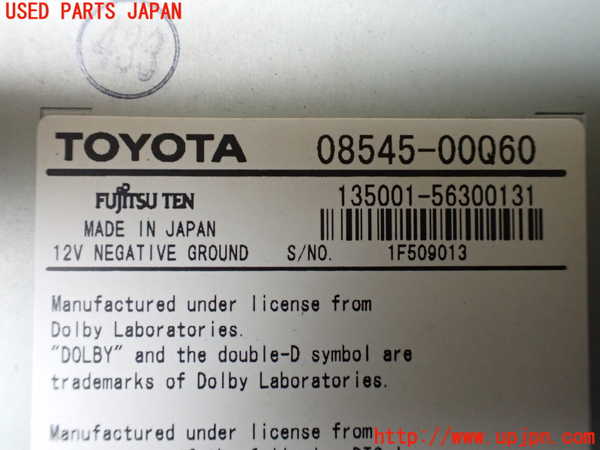 USED PARTS JAPAN
TOYOTA 08545-00Q60
FUJITSU TEN 135001-56300131
MADE IN JAPAN
12V NEGATIVE GROUND S/NO. 1F509013
Manufactured under license from
Dolby Laboratories.
"DOLBY" and the double-D symbol are
trademarks of Dolby Laboratories.
Manufactured under license from
http://www.upjpn.com